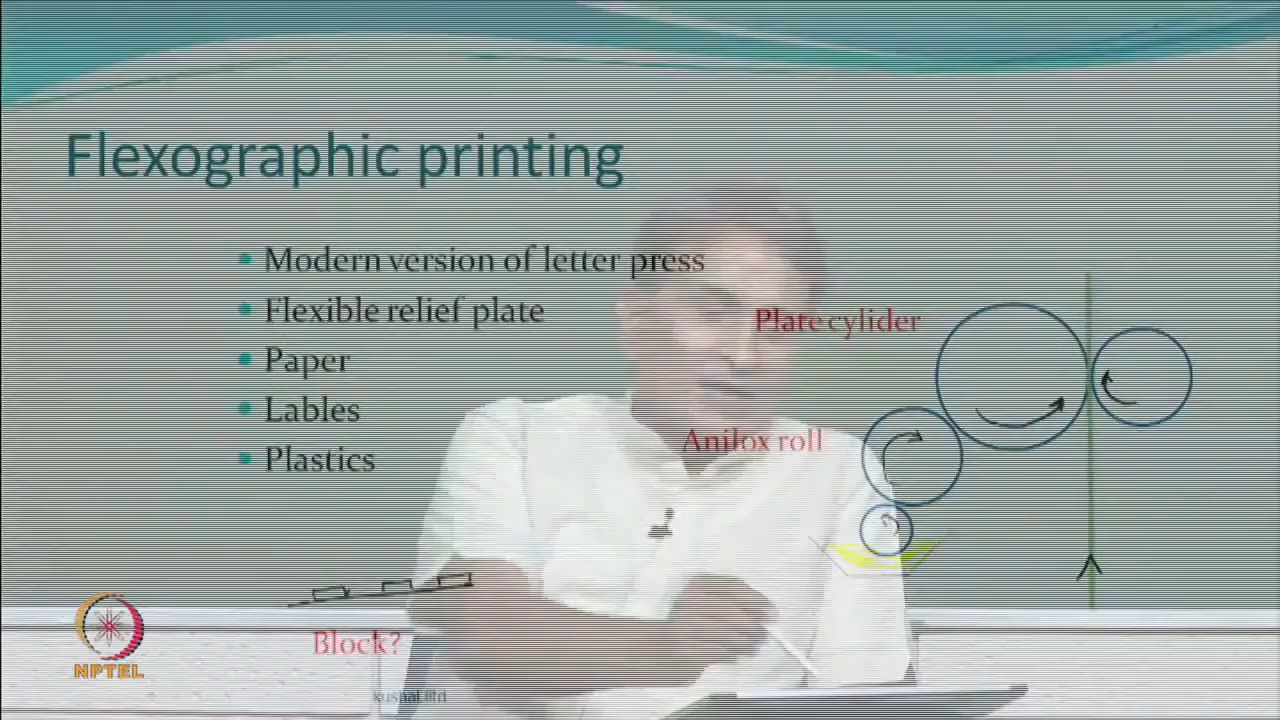 Flexographic printing
Modern version of letter press
Flexible relief plate
Paper
Lables
Plastics
Plate cylider
Anilox roll
Block?
NPTEL